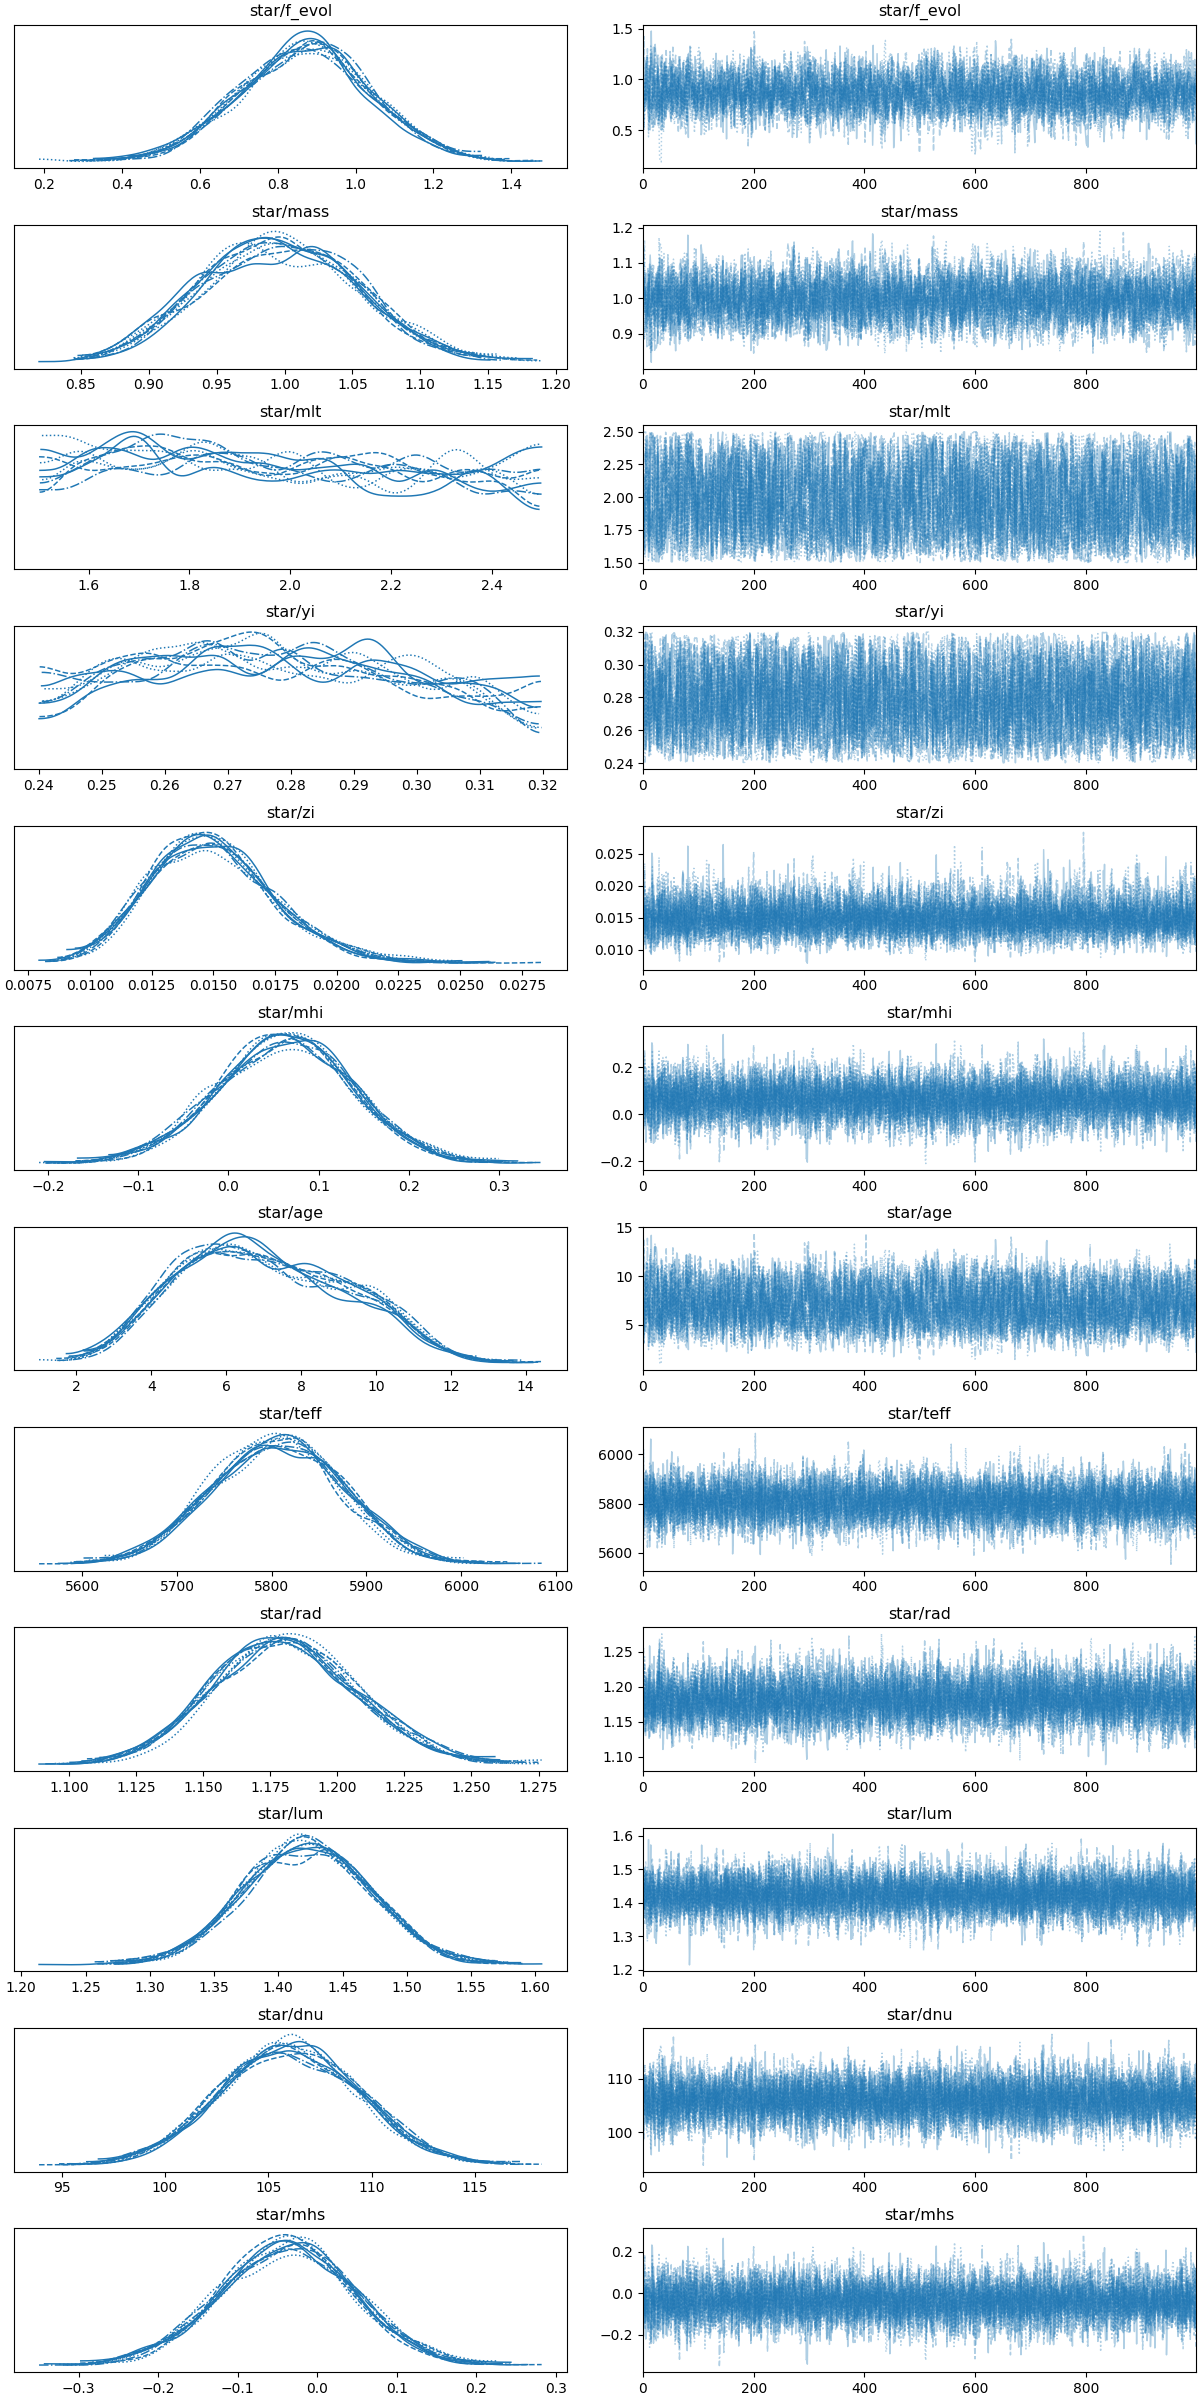 star/f_evol star/f_evol
1.5
1.0
0.5
0.2 0.4 0.6 0.8 1.0 1.2 1.4 0 200 400 600 800
star/mass star/mass
1.2
1.1
1.0
0.9
0.85 0.90 0.95 1.00 1.05 1.10 1.15 1.20 0 200 400 600 800
star/mlt star/mlt
2.50
2.25
2.00
1.75
1.50
1.6 1.8 2.0 2.2 2.4 0 200 400 600 800
star/yi star/yi
0.32
0.30
0.28
0.26
0.24
0.24 0.25 0.26 0.27 0.28 0.29 0.30 0.31 0.32 0 200 400 600 800
star/zi star/zi
0.025
0.020
0.015
0.010
0.0075 0.0100 0.0125 0.0150 0.0175 0.0200 0.0225 0.0250 0.0275 0 200 400 600 800
star/mhi star/mhi
0.2
0.0
−0.2
−0.2 −0.1 0.0 0.1 0.2 0.3 0 200 400 600 800
star/age star/age
15
10
5
2 4 6 8 10 12 14 0 200 400 600 800
star/teff star/teff
6000
5800
5600
5600 5700 5800 5900 6000 6100 0 200 400 600 800
star/rad star/rad
1.25
1.20
1.15
1.10
1.100 1.125 1.150 1.175 1.200 1.225 1.250 1.275 0 200 400 600 800
star/lum star/lum
1.6
1.5
1.4
1.3
1.2
1.20 1.25 1.30 1.35 1.40 1.45 1.50 1.55 1.60 0 200 400 600 800
star/dnu star/dnu
110
100
95 100 105 110 115 0 200 400 600 800
star/mhs star/mhs
0.2
0.0
−0.2
−0.3 −0.2 −0.1 0.0 0.1 0.2 0.3 0 200 400 600 800